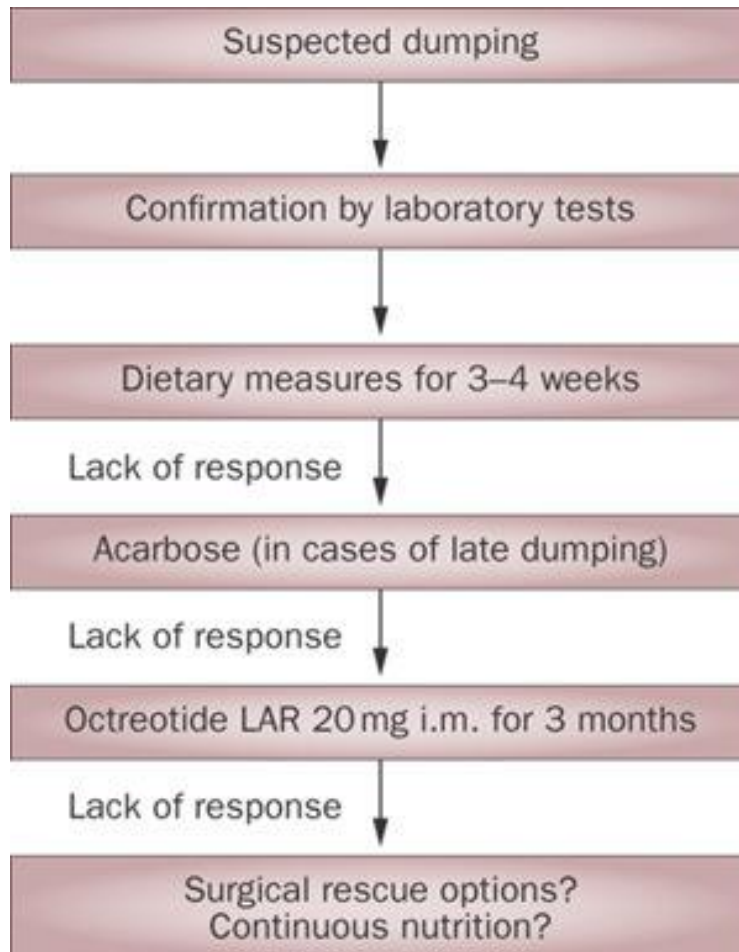 Suspected dumping
Confirmation by laboratory tests
Dietary measures for 3–4 weeks
Lack of response
Acarbose (in cases of late dumping)
Lack of response
Octreotide LAR 20 mg i.m. for 3 months
Lack of response
Surgical rescue options?
Continuous nutrition?